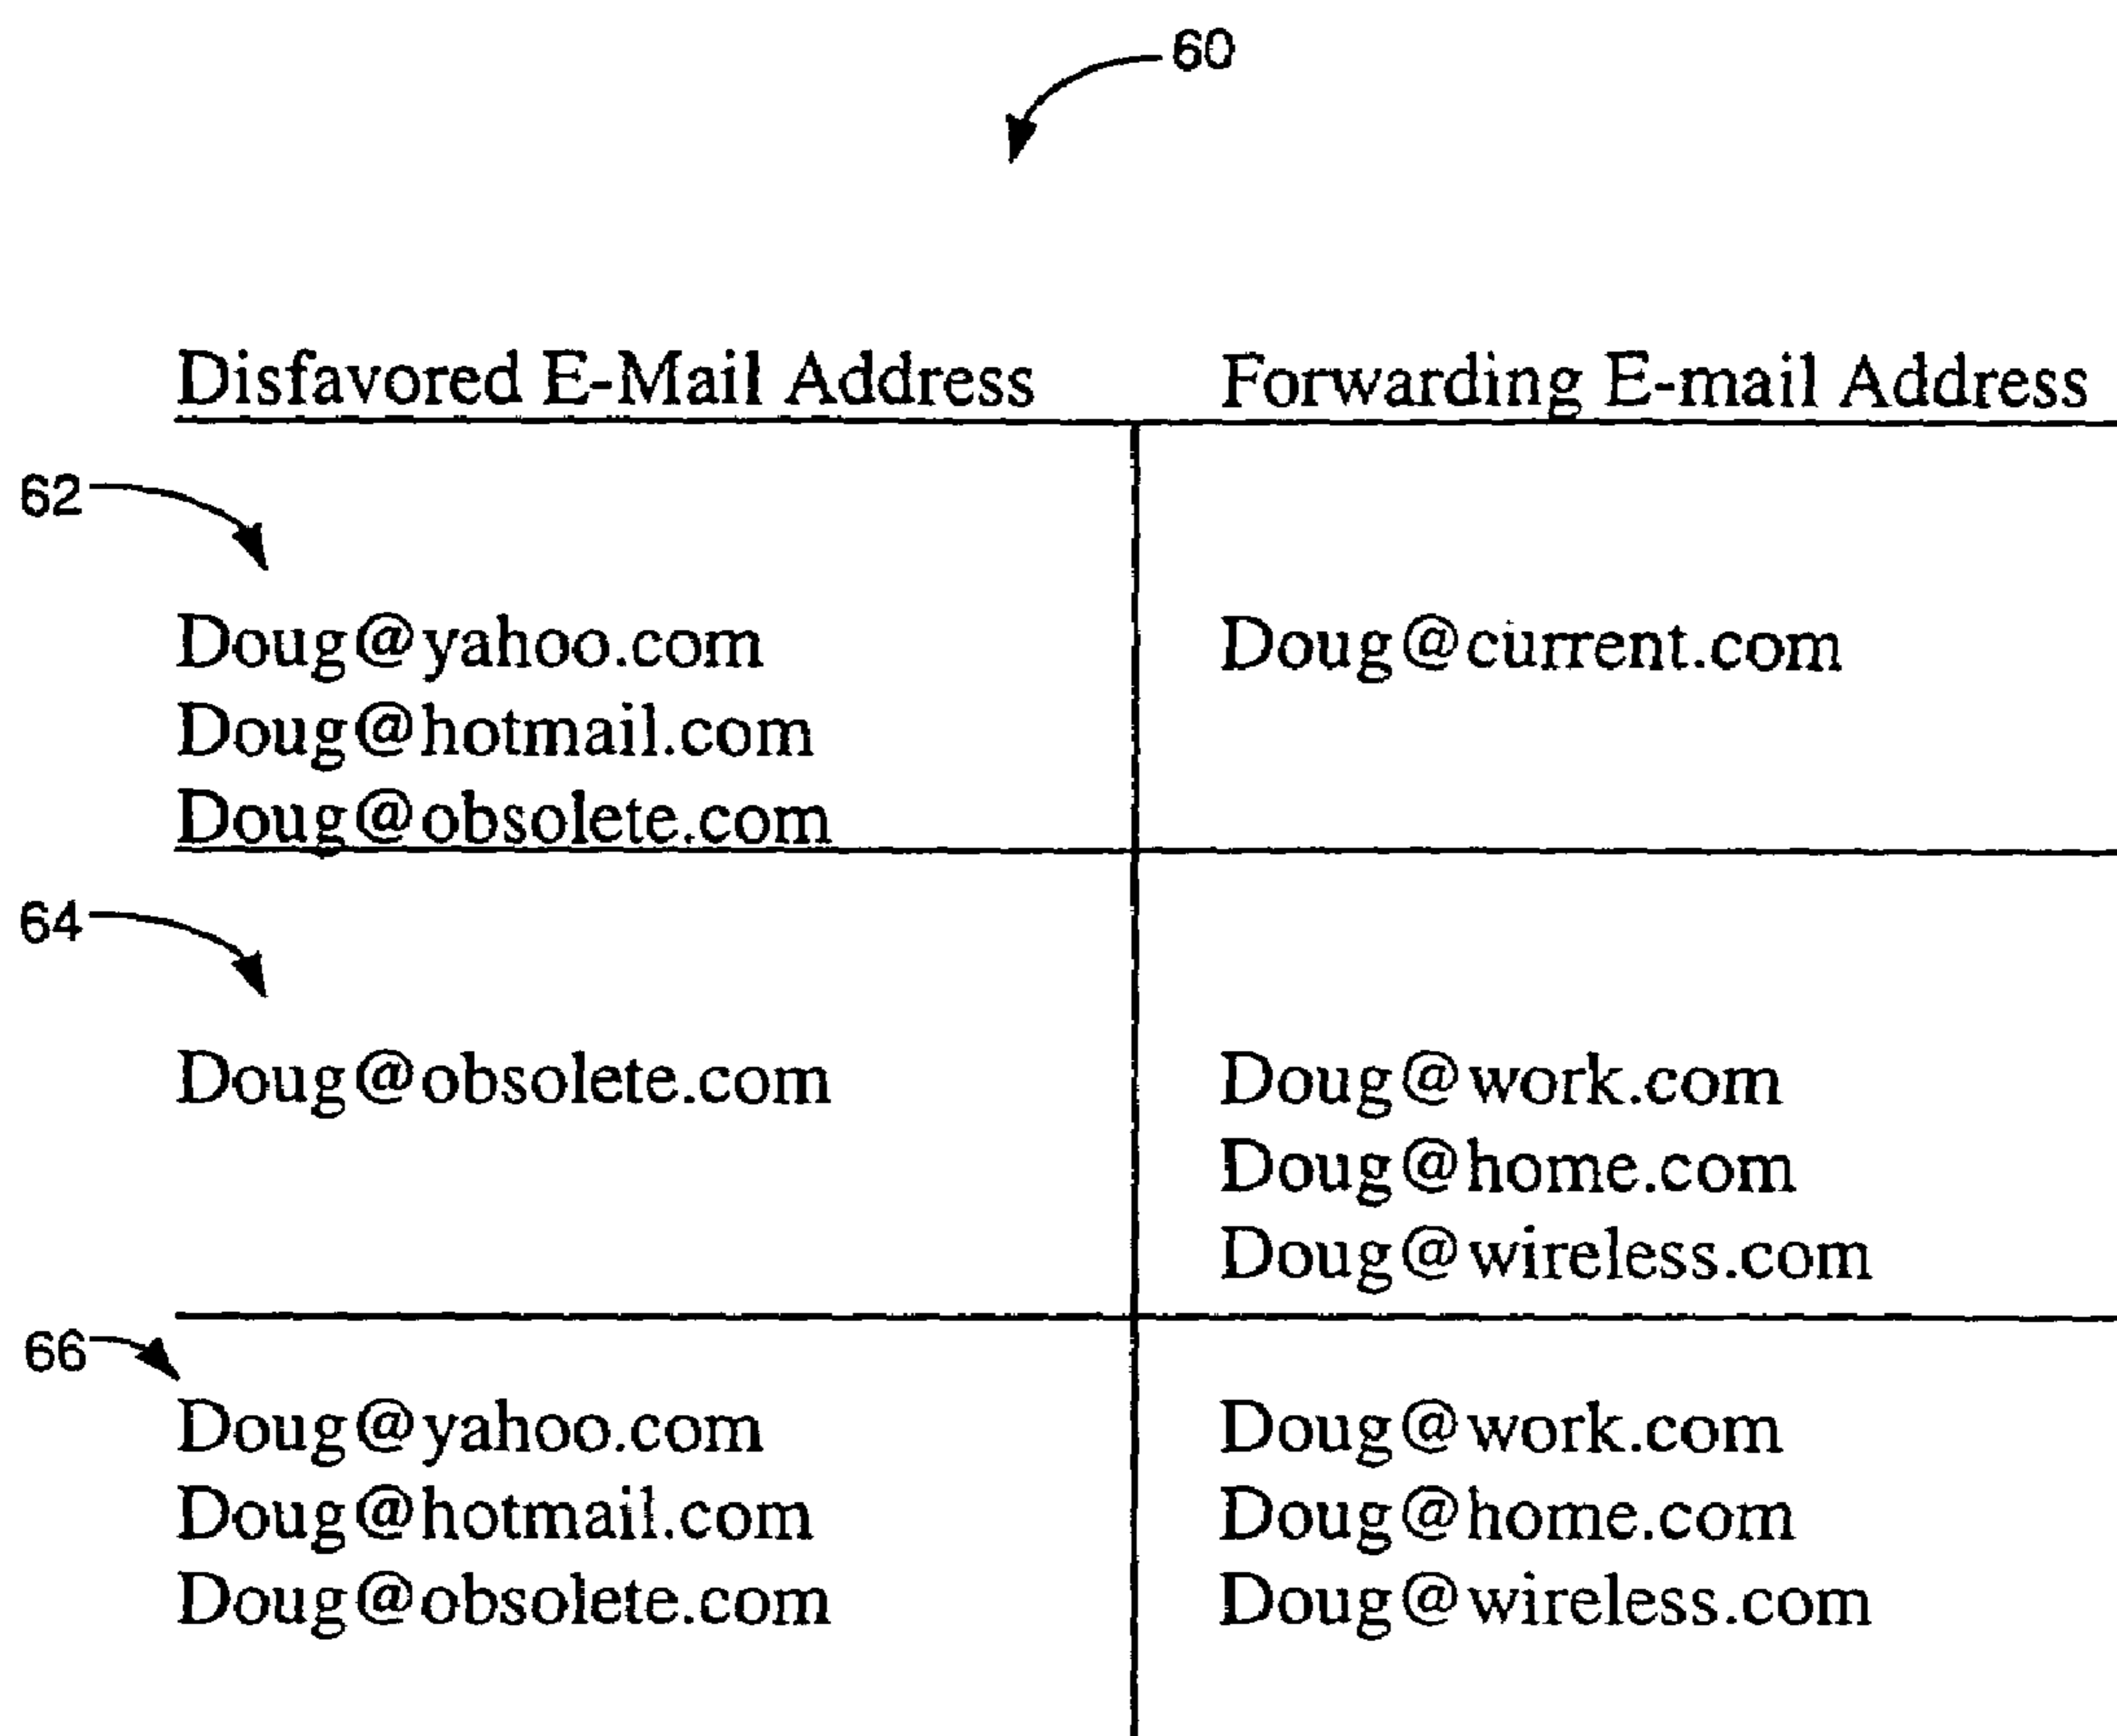 60
Disfavored E-Mail Address Forwarding E-mail Address
62
Doug@yahoo.com Doug@current.com
Doug@hotmail.com
Doug@obsolete.com
64
Doug@obsolete.com Doug@work.com
Doug@home.com
Doug@wireless.com
66
Doug@yahoo.com Doug@work.com
Doug@hotmail.com Doug@home.com
Doug@obsolete.com Doug@wireless.com